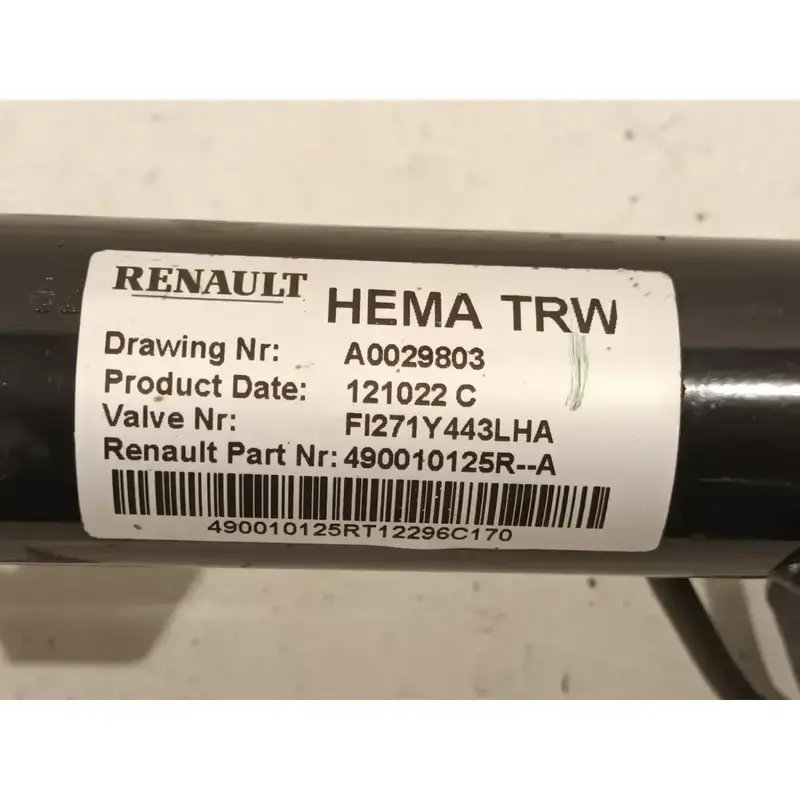 RENAULT HEMA TRW
Drawing Nr: A0029803
Product Date: 121022 C
Valve Nr: FI271Y443LHA
Renault Part Nr: 490010125R--A
490010125RT12296C170